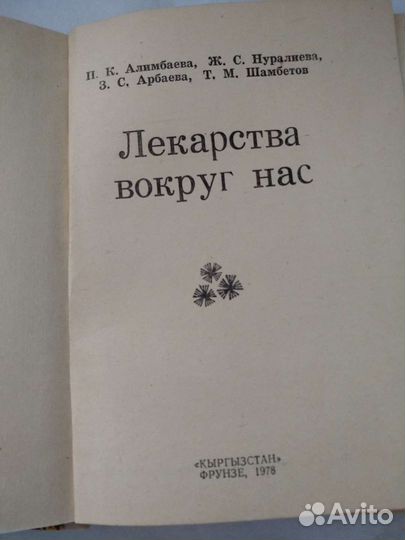 П. К. Алимбаева, Ж. С. Нуралиева,
З. С. Арбаева, Т. М. Шамбетов
Лекарства
вокруг нас
«КЫРГЫЗСТАН»
ФРУНЗЕ, 1978
Avito